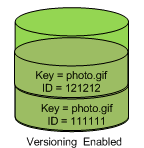 Key = photo.gif
ID = 121212
Key = photo.gif
ID = 111111
Versioning Enabled